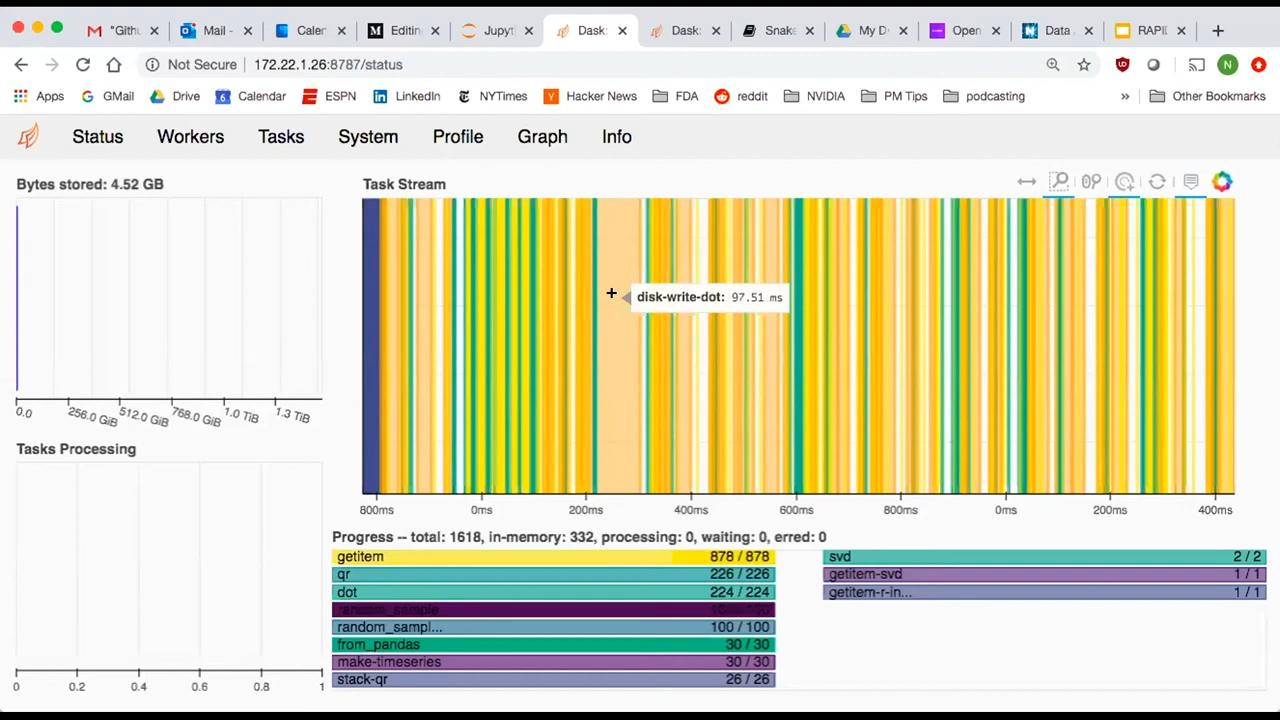 "Gith
Mail -
Calen
Editin
Jupyt
Dask:
Dask:
Snake
My D
Open
Data
RAPI
Not Secure
172.22.1.26:8787/status
N
Apps
GMail
Drive
Calendar
ESPN
LinkedIn
NYTimes
Hacker News
FDA
reddit
NVIDIA
PM Tips
podcasting
»
Other Bookmarks
Status
Workers
Tasks
System
Profile
Graph
Info
Bytes stored: 4.52 GB
0.0
256.0 GiB
512.0 GiB
768.0 GiB
1.0 TiB
1.3 TiB
Tasks Processing
0
0.2
0.4
0.6
0.8
1
Task Stream
disk-write-dot: 97.51 ms
800ms
0ms
200ms
400ms
600ms
800ms
0ms
200ms
400ms
Progress -- total: 1618, in-memory: 332, processing: 0, waiting: 0, erred: 0
getitem 878 / 878
qr 226 / 226
dot 224 / 224
random_sample
random_sampl... 100 / 100
from_pandas 30 / 30
make-timeseries 30 / 30
stack-qr 26 / 26
svd 2 / 2
getitem-svd 1 / 1
getitem-r-in... 1 / 1